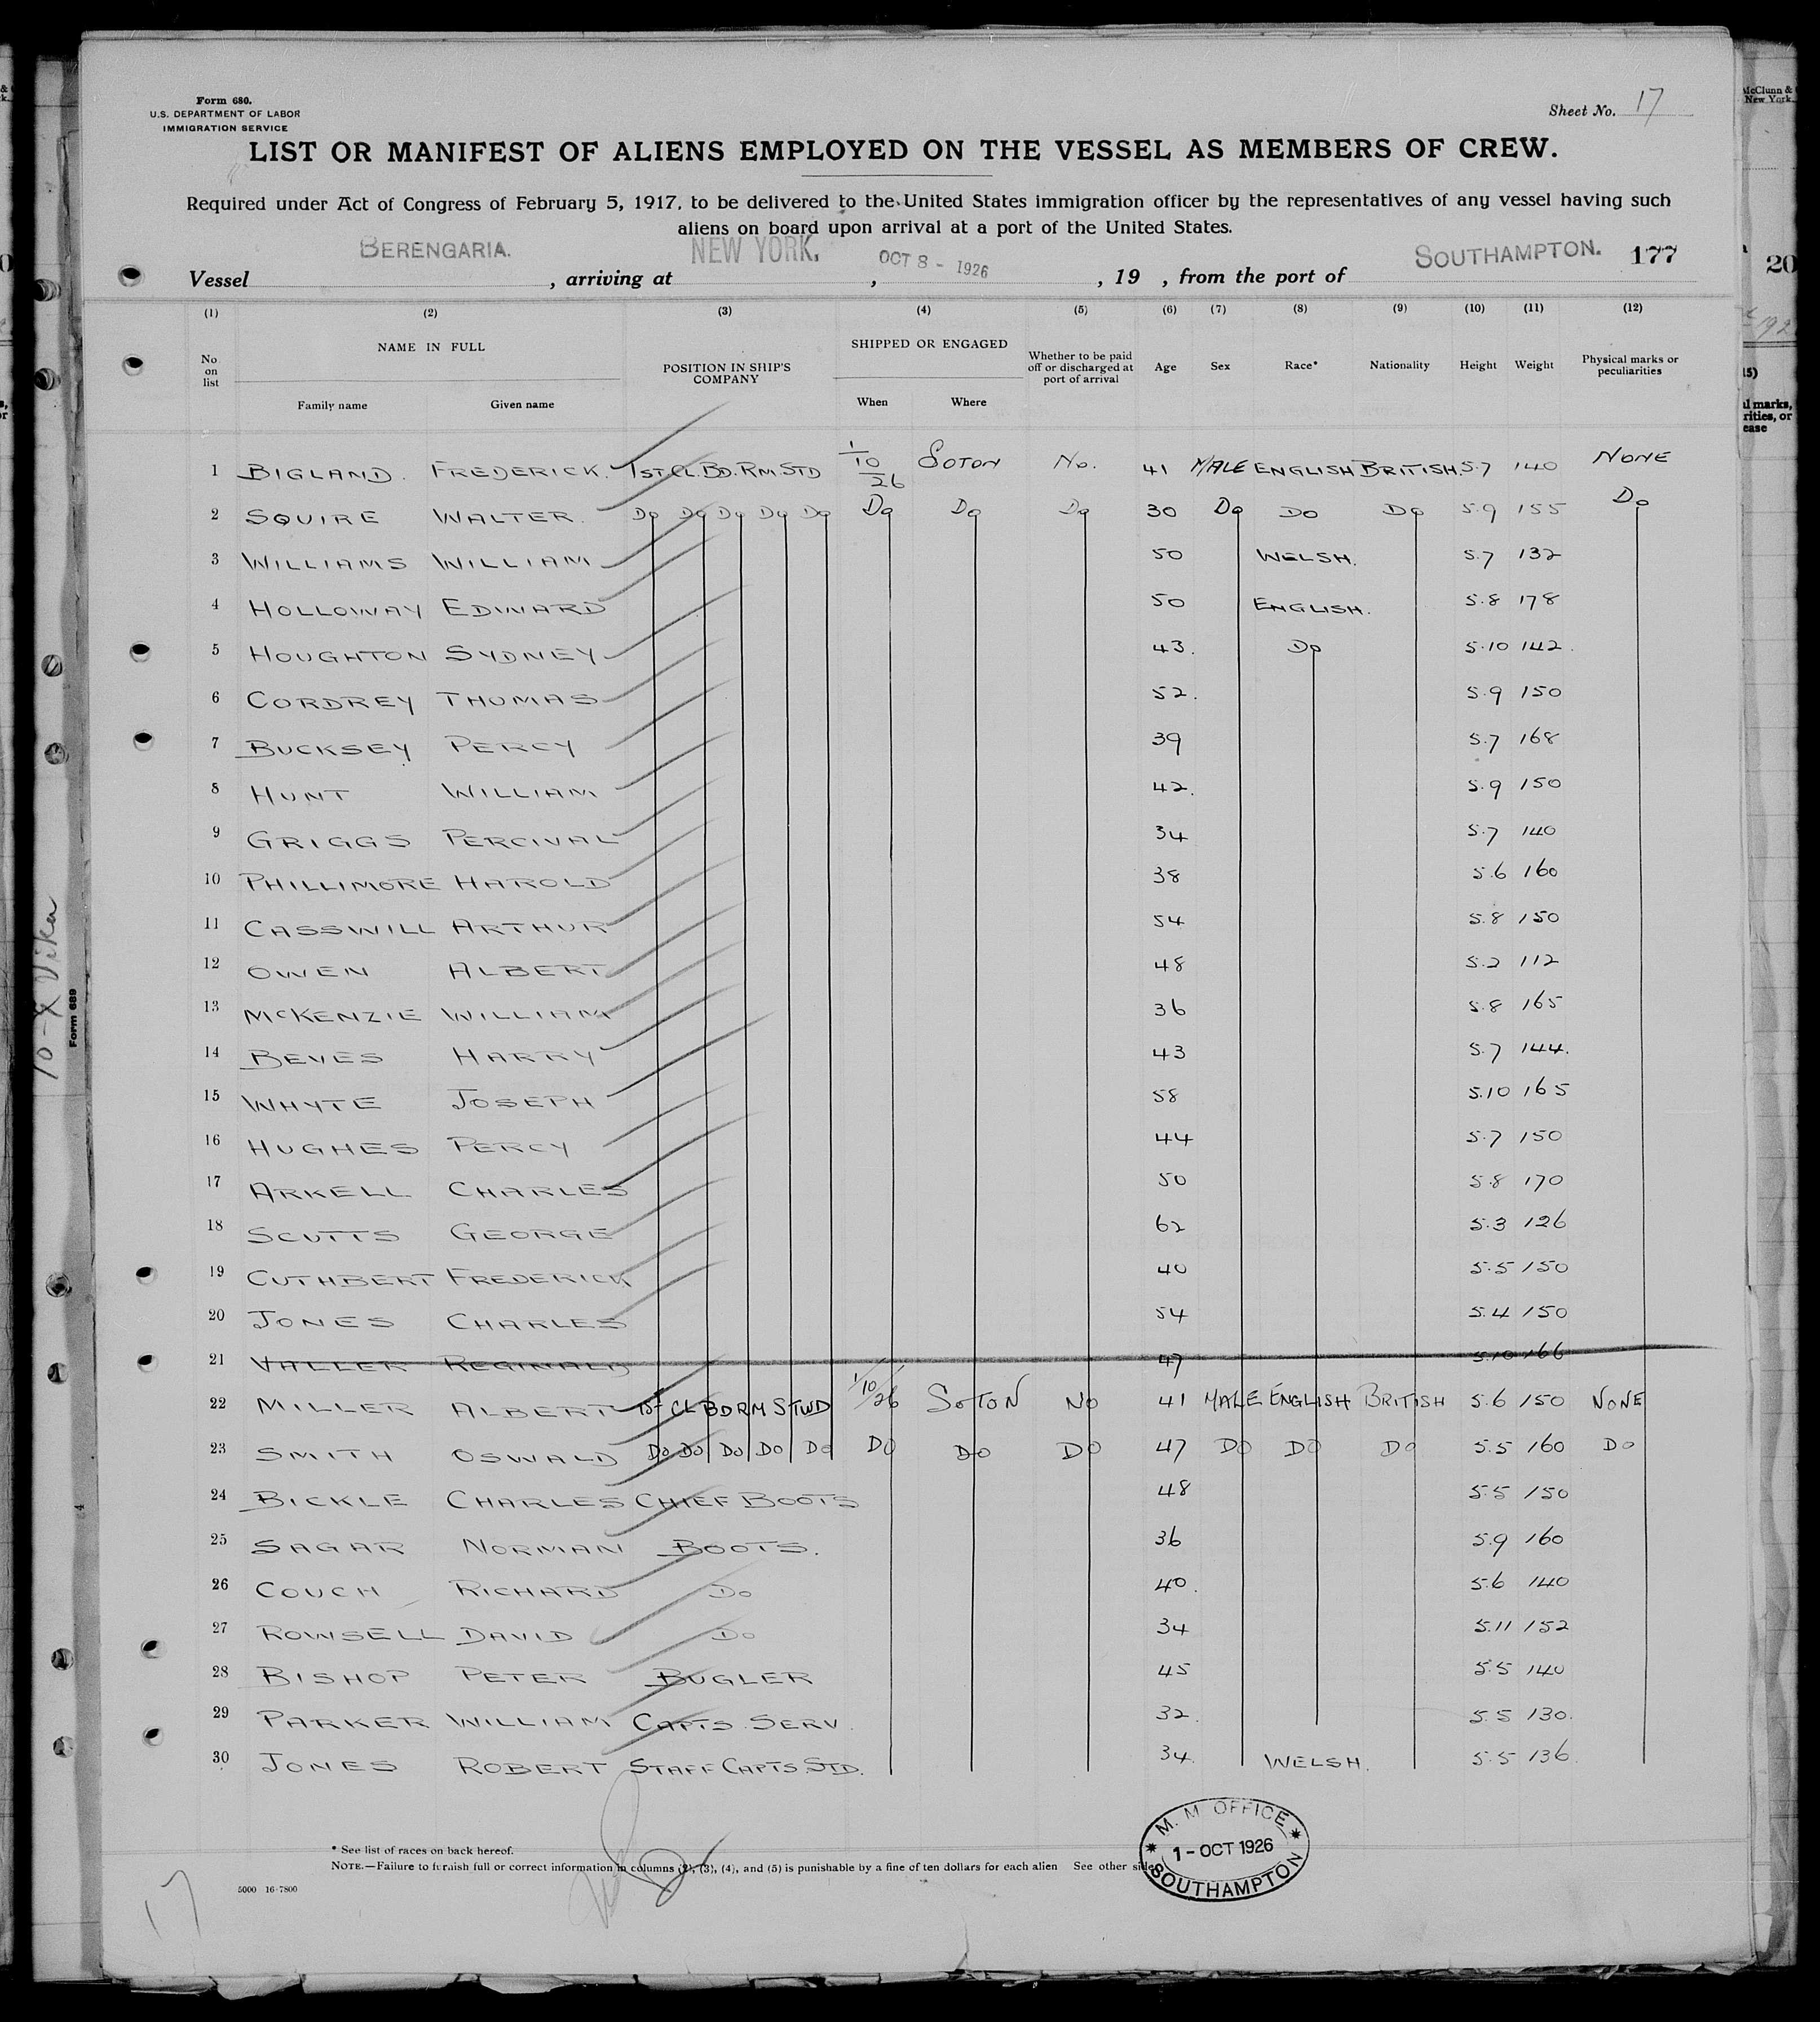 Form 680.
U.S. DEPARTMENT OF LABOR
IMMIGRATION SERVICE
Sheet No. 17
LIST OR MANIFEST OF ALIENS EMPLOYED ON THE VESSEL AS MEMBERS OF CREW.
Required under Act of Congress of February 5, 1917, to be delivered to the United States immigration officer by the representatives of any vessel having such
aliens on board upon arrival at a port of the United States.
Vessel BERENGARIA. , arriving at NEW YORK. , OCT 8 - 1926 , 19 , from the port of SOUTHAMPTON. 177
(1) (2) (3) (4) (5) (6) (7) (8) (9) (10) (11) (12)
No. on list NAME IN FULL Family name Given name POSITION IN SHIP'S COMPANY SHIPPED OR ENGAGED When Where Whether to be paid off or discharged at port of arrival Age Sex Race* Nationality Height Weight Physical marks or peculiarities
1 BIGLAND. FREDERICK. 1ST CL. BD. RM. STD 1/10/26 SOTON No. 41 MALE ENGLISH BRITISH 5.7 140 NONE
2 SQUIRE WALTER. Do Do Do Do Do Do Do Do 30 Do Do Do 5.9 155 Do
3 WILLIAMS WILLIAM 50 WELSH. 5.7 132
4 HOLLOWAY EDWARD 50 ENGLISH. 5.8 178
5 HOUGHTON SYDNEY 43. Do 5.10 142.
6 CORDREY THOMAS 52. 5.9 150
7 BUCKSEY PERCY 39 5.7 168
8 HUNT WILLIAM 42. 5.9 150
9 GRIGGS PERCIVAL 34 5.7 140
10 PHILLIMORE HAROLD 38 5.6 160
11 CASSWILL ARTHUR 54 5.8 150
12 OWEN ALBERT 48 5.2 112
13 McKENZIE WILLIAM 36 5.8 165
14 BEVES HARRY 43 5.7 144.
15 WHYTE JOSEPH 58 5.10 165
16 HUGHES PERCY 44 5.7 150
17 ARKELL CHARLES 50 5.8 170
18 SCUTTS GEORGE 62 5.3 126
19 CUTHBERT FREDERICK 40 5.5 150
20 JONES CHARLES 54 5.4 150
21 VALLER REGINALD 47 5.10 166
22 MILLER ALBERT 1ST CL BDRM STWD 1/10/26 SOTON NO 41 MALE ENGLISH BRITISH 5.6 150 NONE
23 SMITH OSWALD Do Do Do Do Do DO DO DO 47 DO DO DO 5.5 160 DO
24 BICKLE CHARLES CHIEF BOOTS 48 5.5 150
25 SAGAR NORMAN BOOTS. 36 5.9 160
26 COUCH RICHARD Do 40. 5.6 140
27 ROWSELL DAVID Do 34 5.11 152
28 BISHOP PETER BUGLER 45 5.5 140
29 PARKER WILLIAM CAPTS. SERV. 32. 5.5 130.
30 JONES ROBERT STAFF CAPTS. STD. 34. WELSH. 5.5 136.
* See list of races on back hereof.
NOTE.—Failure to furnish full or correct information in columns (2), (3), (4), and (5) is punishable by a fine of ten dollars for each alien See other side
5000 16-7800
17
M. M OFFICE
1 - OCT 1926
SOUTHAMPTON
Form 689
McClunn &
New York
20